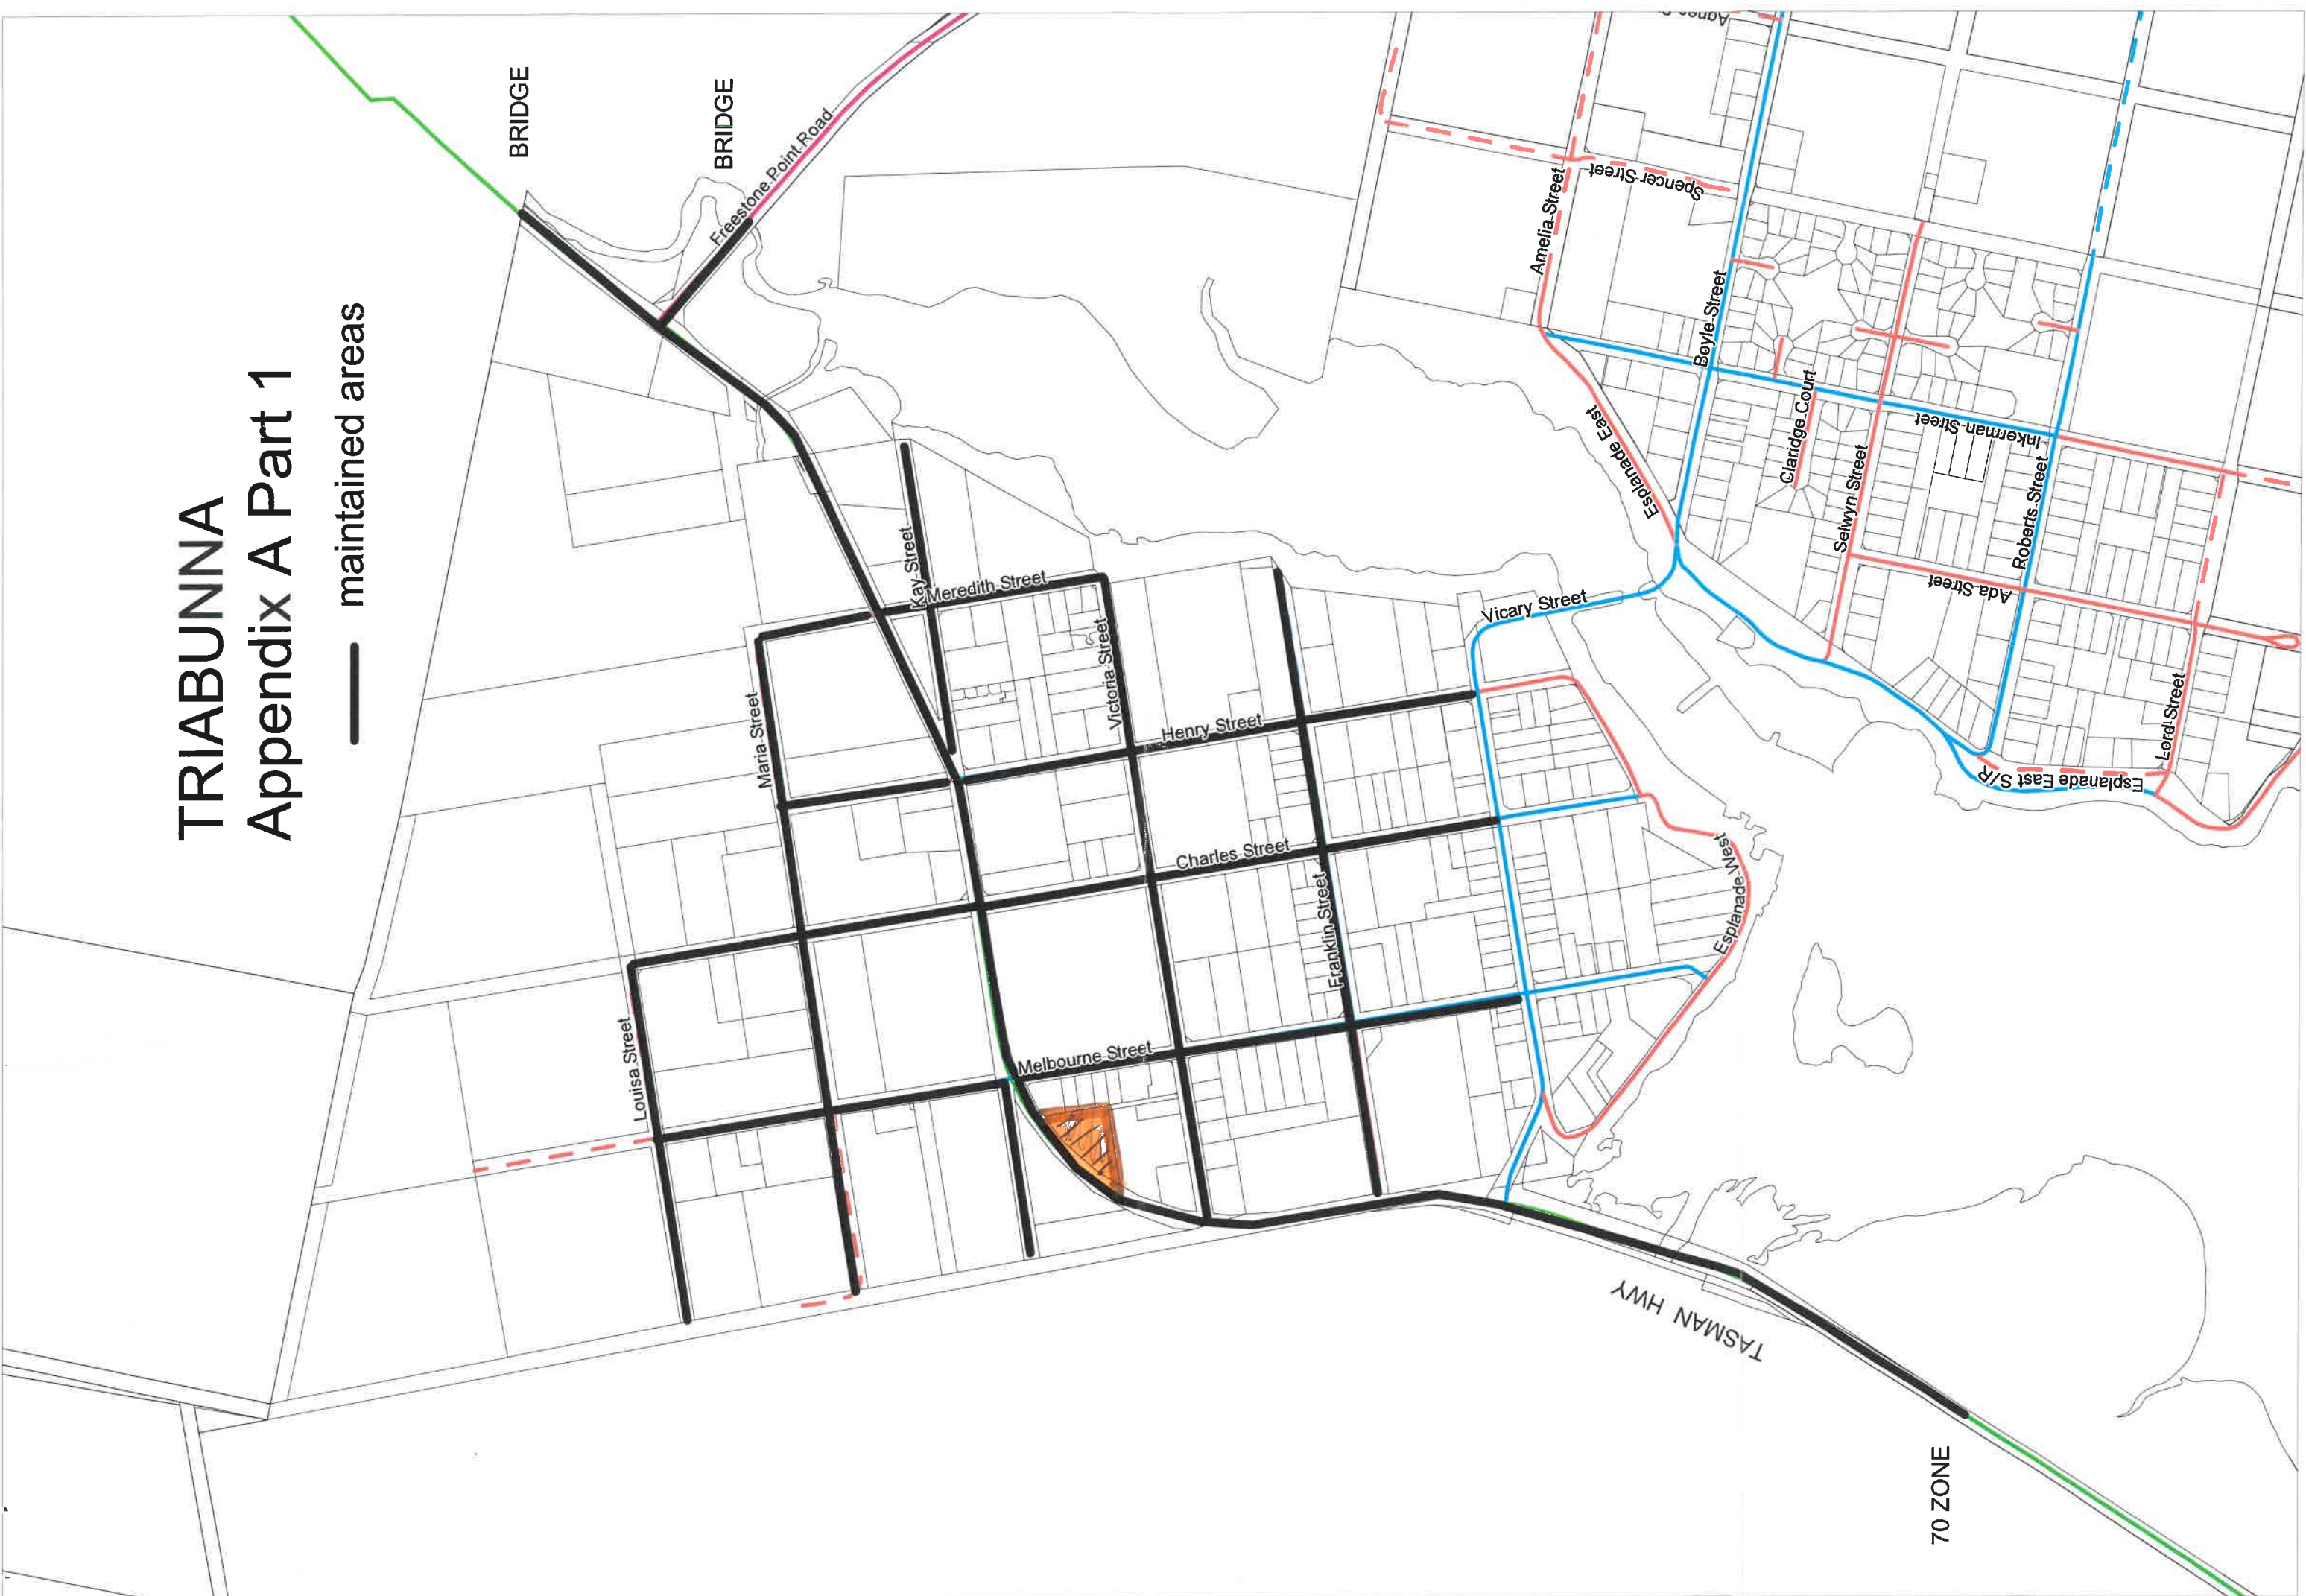 TRIABUNNA
Appendix A Part 1
maintained areas
BRIDGE
BRIDGE
Freestone Point Road
Kay Street
Meredith Street
Maria Street
Victoria Street
Henry Street
Charles Street
Franklin Street
Louisa Street
Melbourne Street
Vicary Street
Esplanade West
Amelia Street
Spencer Street
Boyle Street
Esplanade East
Claridge Court
Inkerman Street
Selwyn Street
Roberts Street
Ada Street
Lord Street
Esplanade East S/R
TASMAN HWY
70 ZONE